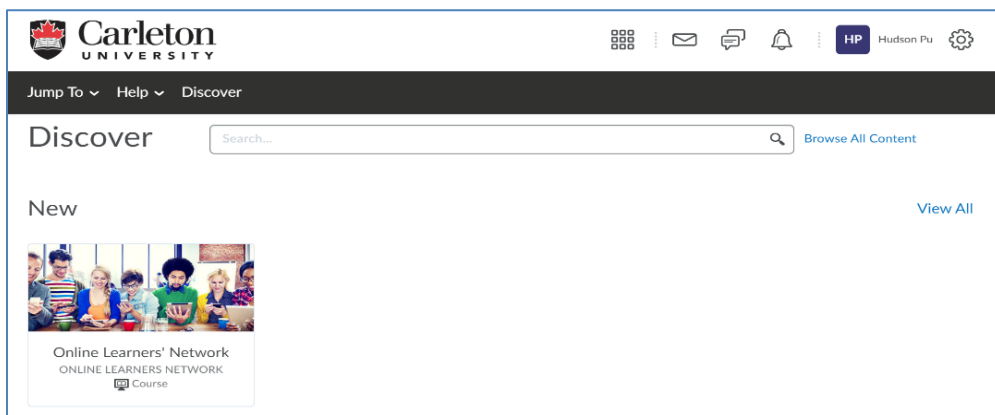 Carleton
UNIVERSITY
HP Hudson Pu
Jump To Help Discover
Discover Search... Browse All Content
New View All
Online Learners' Network
ONLINE LEARNERS NETWORK
Course